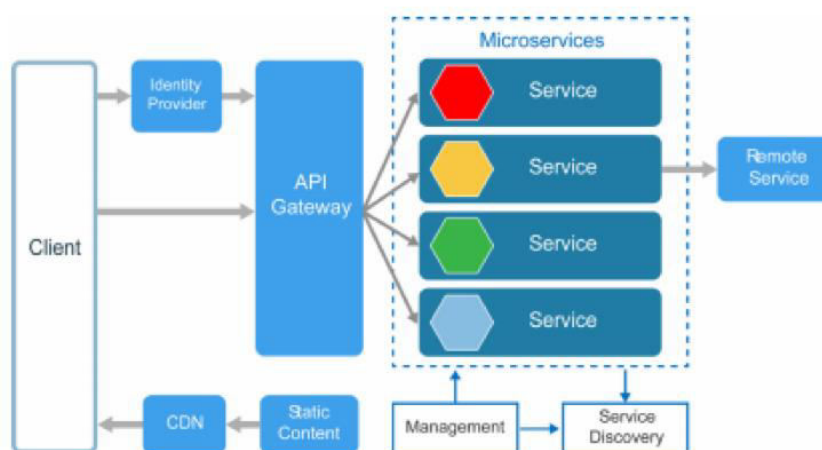 Microservices
Identity
Provider
Service
API
Gateway
Service
Remote
Service
Client
Service
Service
CDN
Static
Content
Management
Service
Discovery